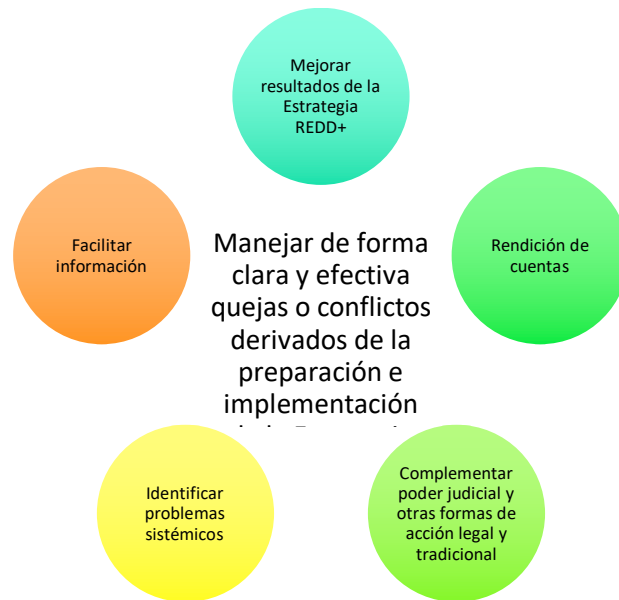 Mejorar
resultados de la
Estrategia
REDD+
Facilitar
información
Manejar de forma
clara y efectiva
quejas o conflictos
derivados de la
preparación e
implementación
Rendición de
cuentas
Identificar
problemas
sistémicos
Complementar
poder judicial y
otras formas de
acción legal y
tradicional